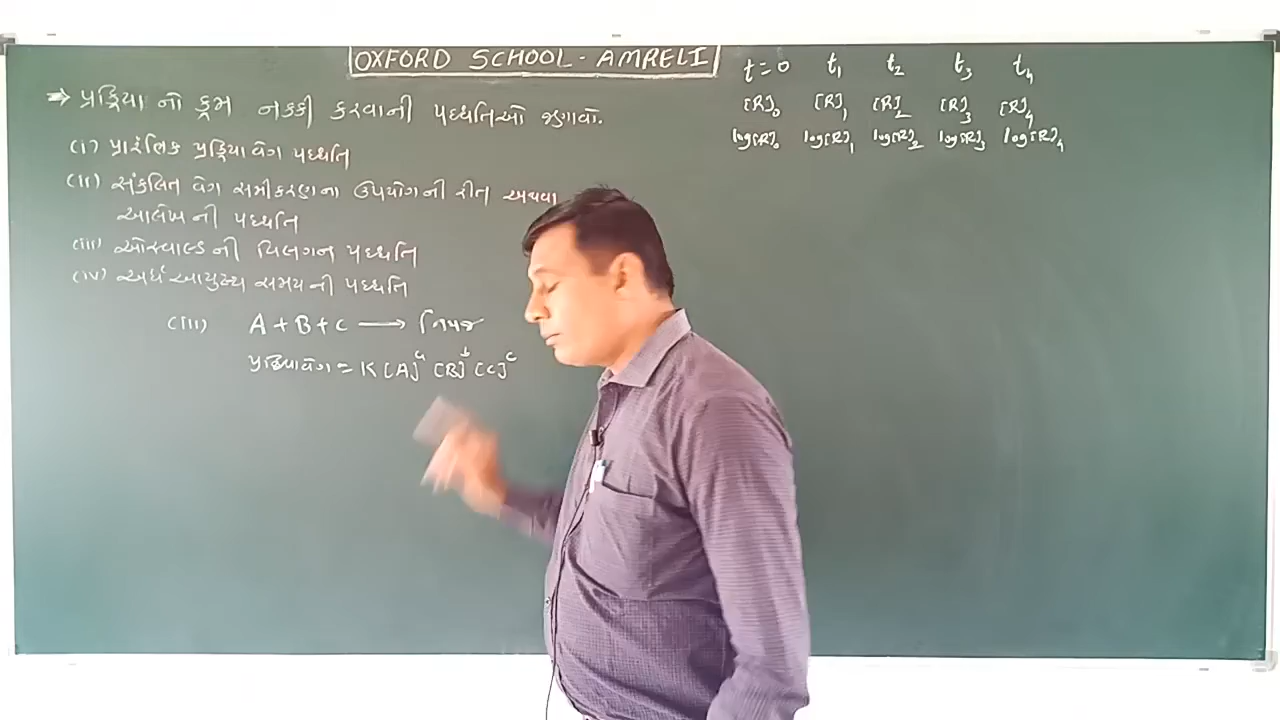 OXFORD SCHOOL - AMRELI
⇒ પ્રક્રિયા નો ક્રમ નક્કી કરવાની પધ્ધતિઓ જણાવો.
(i) પ્રારંભિક પ્રક્રિયાવેગ પધ્ધતિ
(ii) સંકલિત વેગ સમીકરણના ઉપયોગની રીત અથવા
આલેખ ની પધ્ધતિ
(iii) ઓસ્વાલ્ડ ની વિલગન પધ્ધતિ
(iv) અર્ધઆયુષ્ય સમય ની પધ્ધતિ
(iii) A + B + C ⟶ નિપજ
પ્રક્રિયાવેગ = K [A]ᵃ [B]ᵇ [C]ᶜ
t = 0 t₁ t₂ t₃ t₄
[R]₀ [R]₁ [R]₂ [R]₃ [R]₄
log[R]₀ log[R]₁ log[R]₂ log[R]₃ log[R]₄